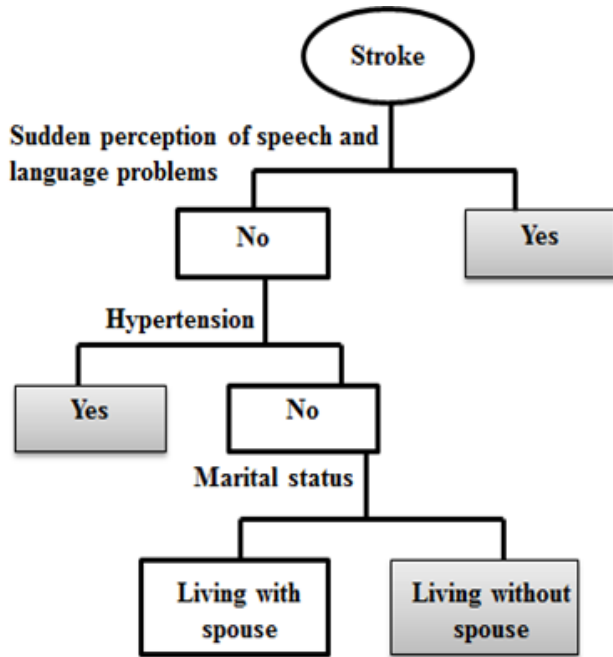 Stroke
Sudden perception of speech and
language problems
No
Yes
Hypertension
Yes
No
Marital status
Living with
spouse
Living without
spouse